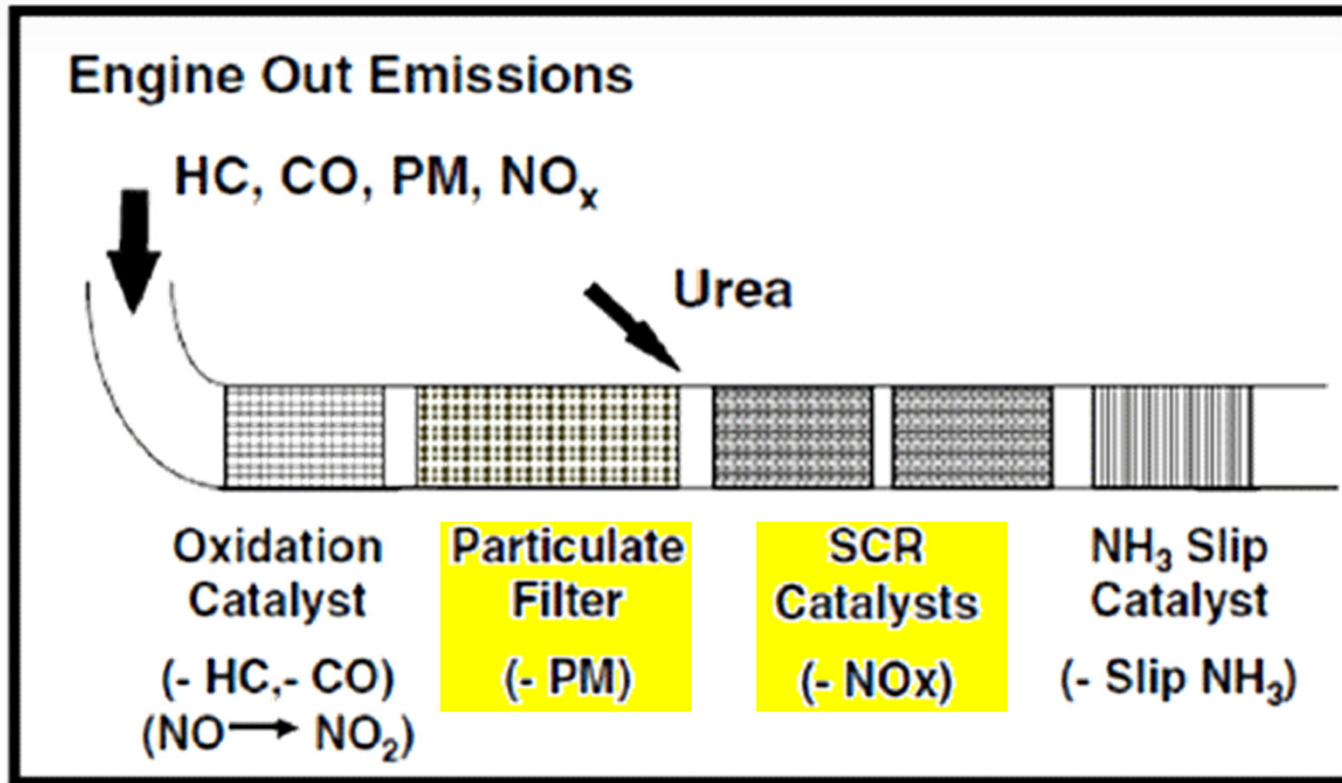 Engine Out Emissions
HC, CO, PM, NOₓ
Urea
Oxidation
Catalyst
(- HC,- CO)
(NO → NO₂)
Particulate
Filter
(- PM)
SCR
Catalysts
(- NOx)
NH₃ Slip
Catalyst
(- Slip NH₃)